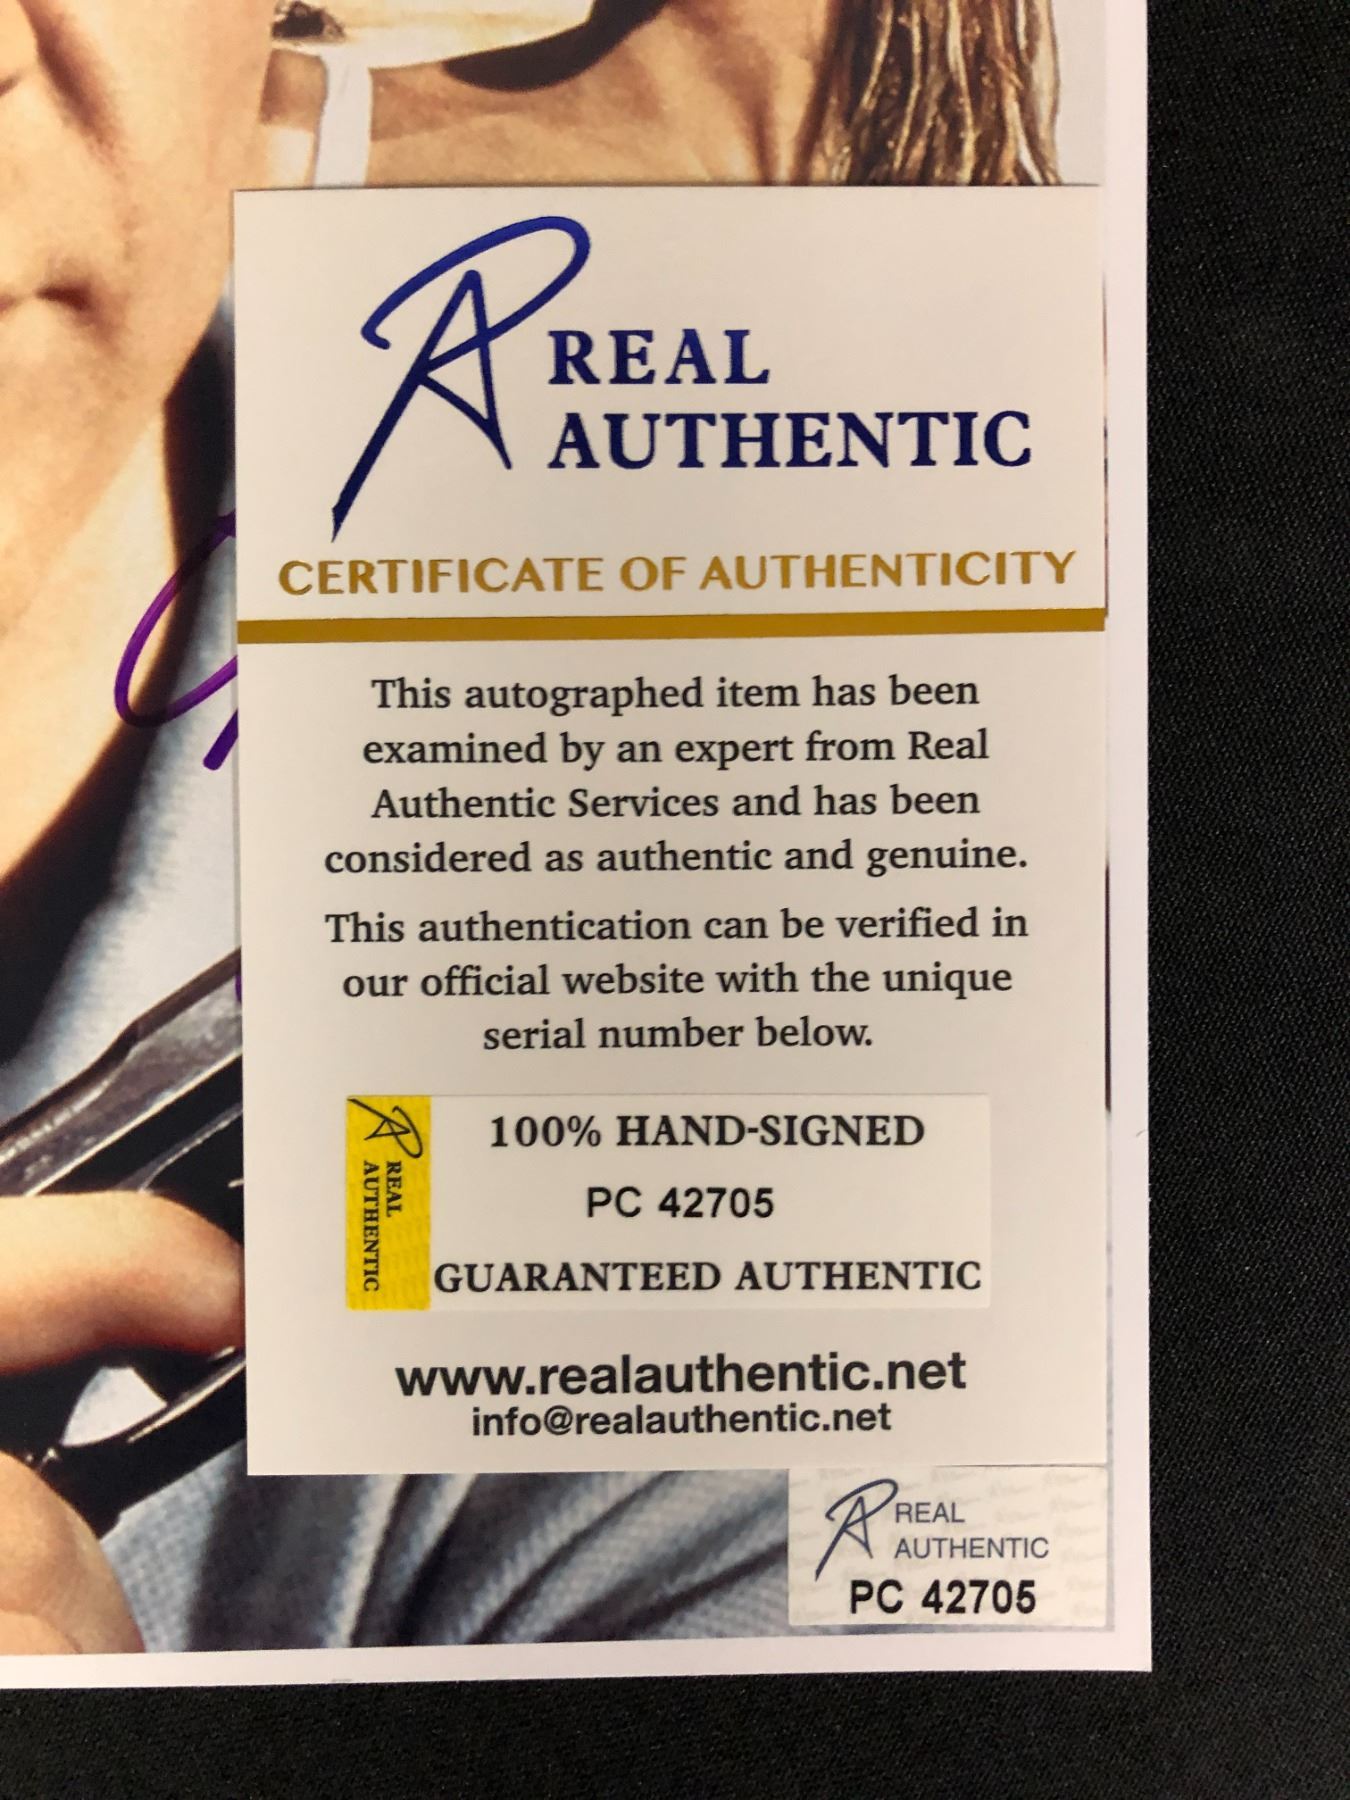 REAL
AUTHENTIC
CERTIFICATE OF AUTHENTICITY
This autographed item has been
examined by an expert from Real
Authentic Services and has been
considered as authentic and genuine.
This authentication can be verified in
our official website with the unique
serial number below.
REAL
AUTHENTIC
100% HAND-SIGNED
PC 42705
GUARANTEED AUTHENTIC
www.realauthentic.net
info@realauthentic.net
REAL
AUTHENTIC
PC 42705